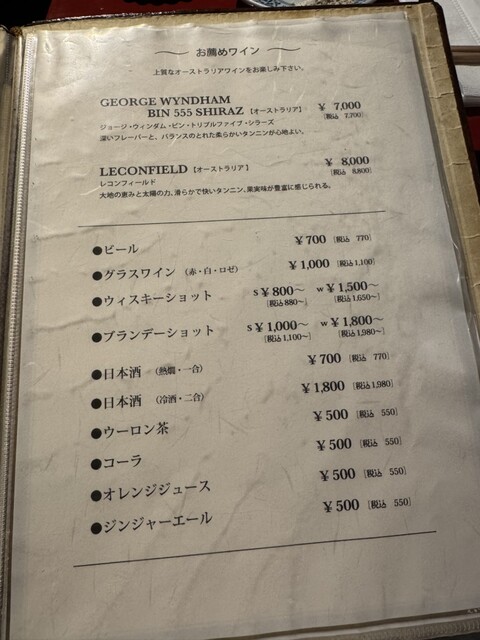 お薦めワイン
上質なオーストラリアワインをお楽しみ下さい。
GEORGE WYNDHAM
BIN 555 SHIRAZ 【オーストラリア】 ¥ 7,000
ジョージ・ウィンダム・ビン・トリプルファイブ・シラーズ [税込 7,700]
深いフレーバーと、バランスのとれた柔らかいタンニンが心地よい。
LECONFIELD 【オーストラリア】 ¥ 8,000
レコンフィールド [税込 8,800]
大地の恵みと太陽の力、滑らかで快いタンニン、果実味が豊富に感じられる。
●ビール ¥700 [税込 770]
●グラスワイン （赤・白・ロゼ） ¥1,000 [税込1,100]
●ウィスキーショット S¥800～ W¥1,500～
[税込880～] [税込1,650～]
●ブランデーショット S¥1,000～ W¥1,800～
[税込1,100～] [税込1,980～]
●日本酒 （熱燗・一合） ¥700 [税込 770]
●日本酒 （冷酒・二合） ¥1,800 [税込1,980]
●ウーロン茶 ¥500 [税込 550]
●コーラ ¥500 [税込 550]
●オレンジジュース ¥500 [税込 550]
●ジンジャーエール ¥500 [税込 550]